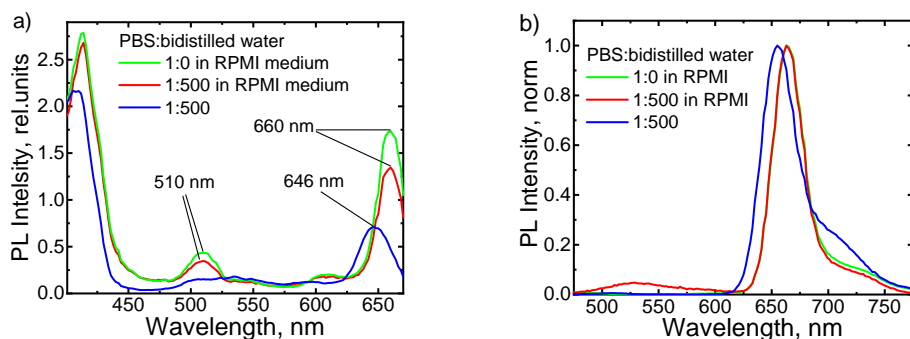 a)
PBS:bidistilled water
1:0 in RPMI medium
1:500 in RPMI medium
1:500
660 nm
510 nm
646 nm
PL Intelsity, rel.units
2.5
2.0
1.5
1.0
0.5
0.0
450 500 550 600 650
Wavelength, nm
b)
PBS:bidistilled water
1:0 in RPMI
1:500 in RPMI
1:500
PL Intensity, norm
1.0
0.8
0.6
0.4
0.2
0.0
500 550 600 650 700 750
Wavelength, nm